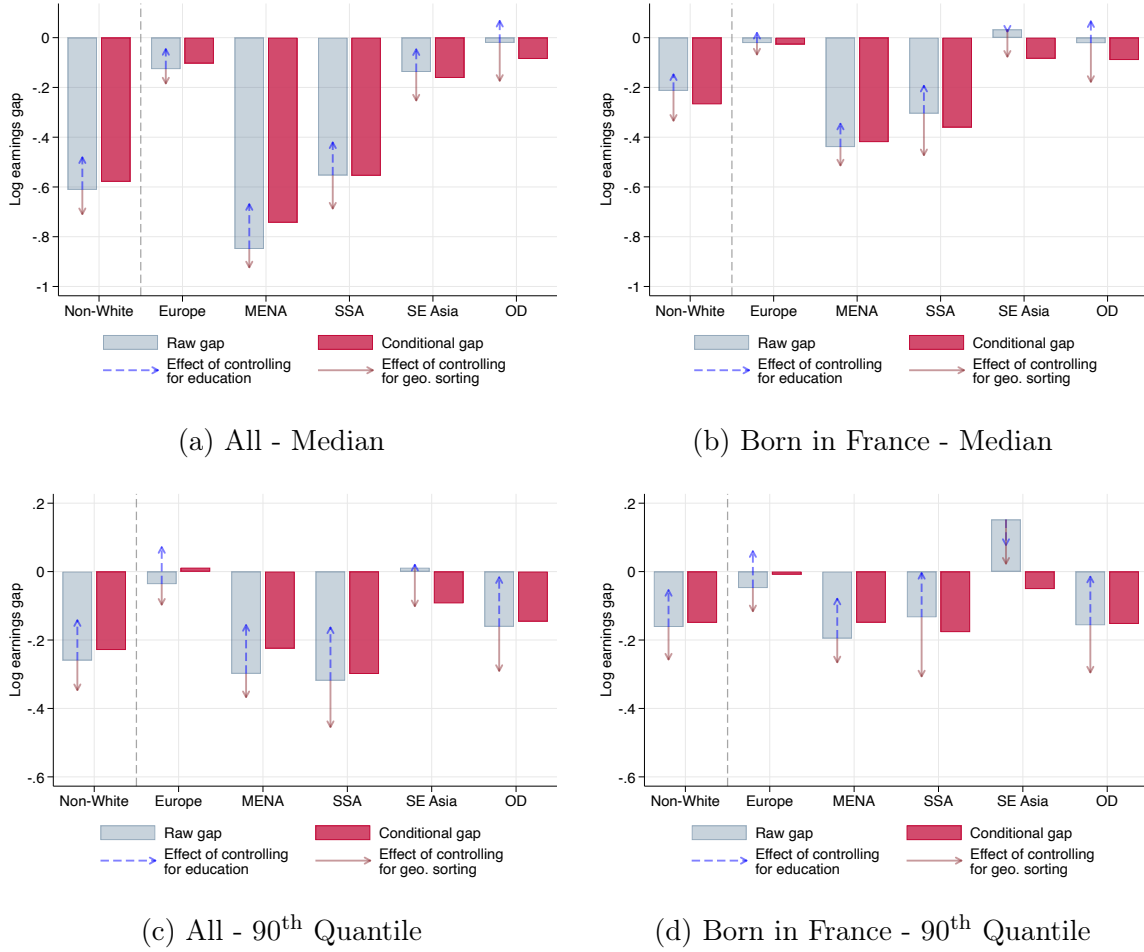 Log earnings gap
0
-.2
-.4
-.6
-.8
-1
Non-White Europe MENA SSA SE Asia OD
Raw gap Conditional gap
Effect of controlling for education Effect of controlling for geo. sorting
(a) All - Median
Log earnings gap
0
-.2
-.4
-.6
-.8
-1
Non-White Europe MENA SSA SE Asia OD
Raw gap Conditional gap
Effect of controlling for education Effect of controlling for geo. sorting
(b) Born in France - Median
Log earnings gap
.2
0
-.2
-.4
-.6
Non-White Europe MENA SSA SE Asia OD
Raw gap Conditional gap
Effect of controlling for education Effect of controlling for geo. sorting
(c) All - 90th Quantile
Log earnings gap
.2
0
-.2
-.4
-.6
Non-White Europe MENA SSA SE Asia OD
Raw gap Conditional gap
Effect of controlling for education Effect of controlling for geo. sorting
(d) Born in France - 90th Quantile